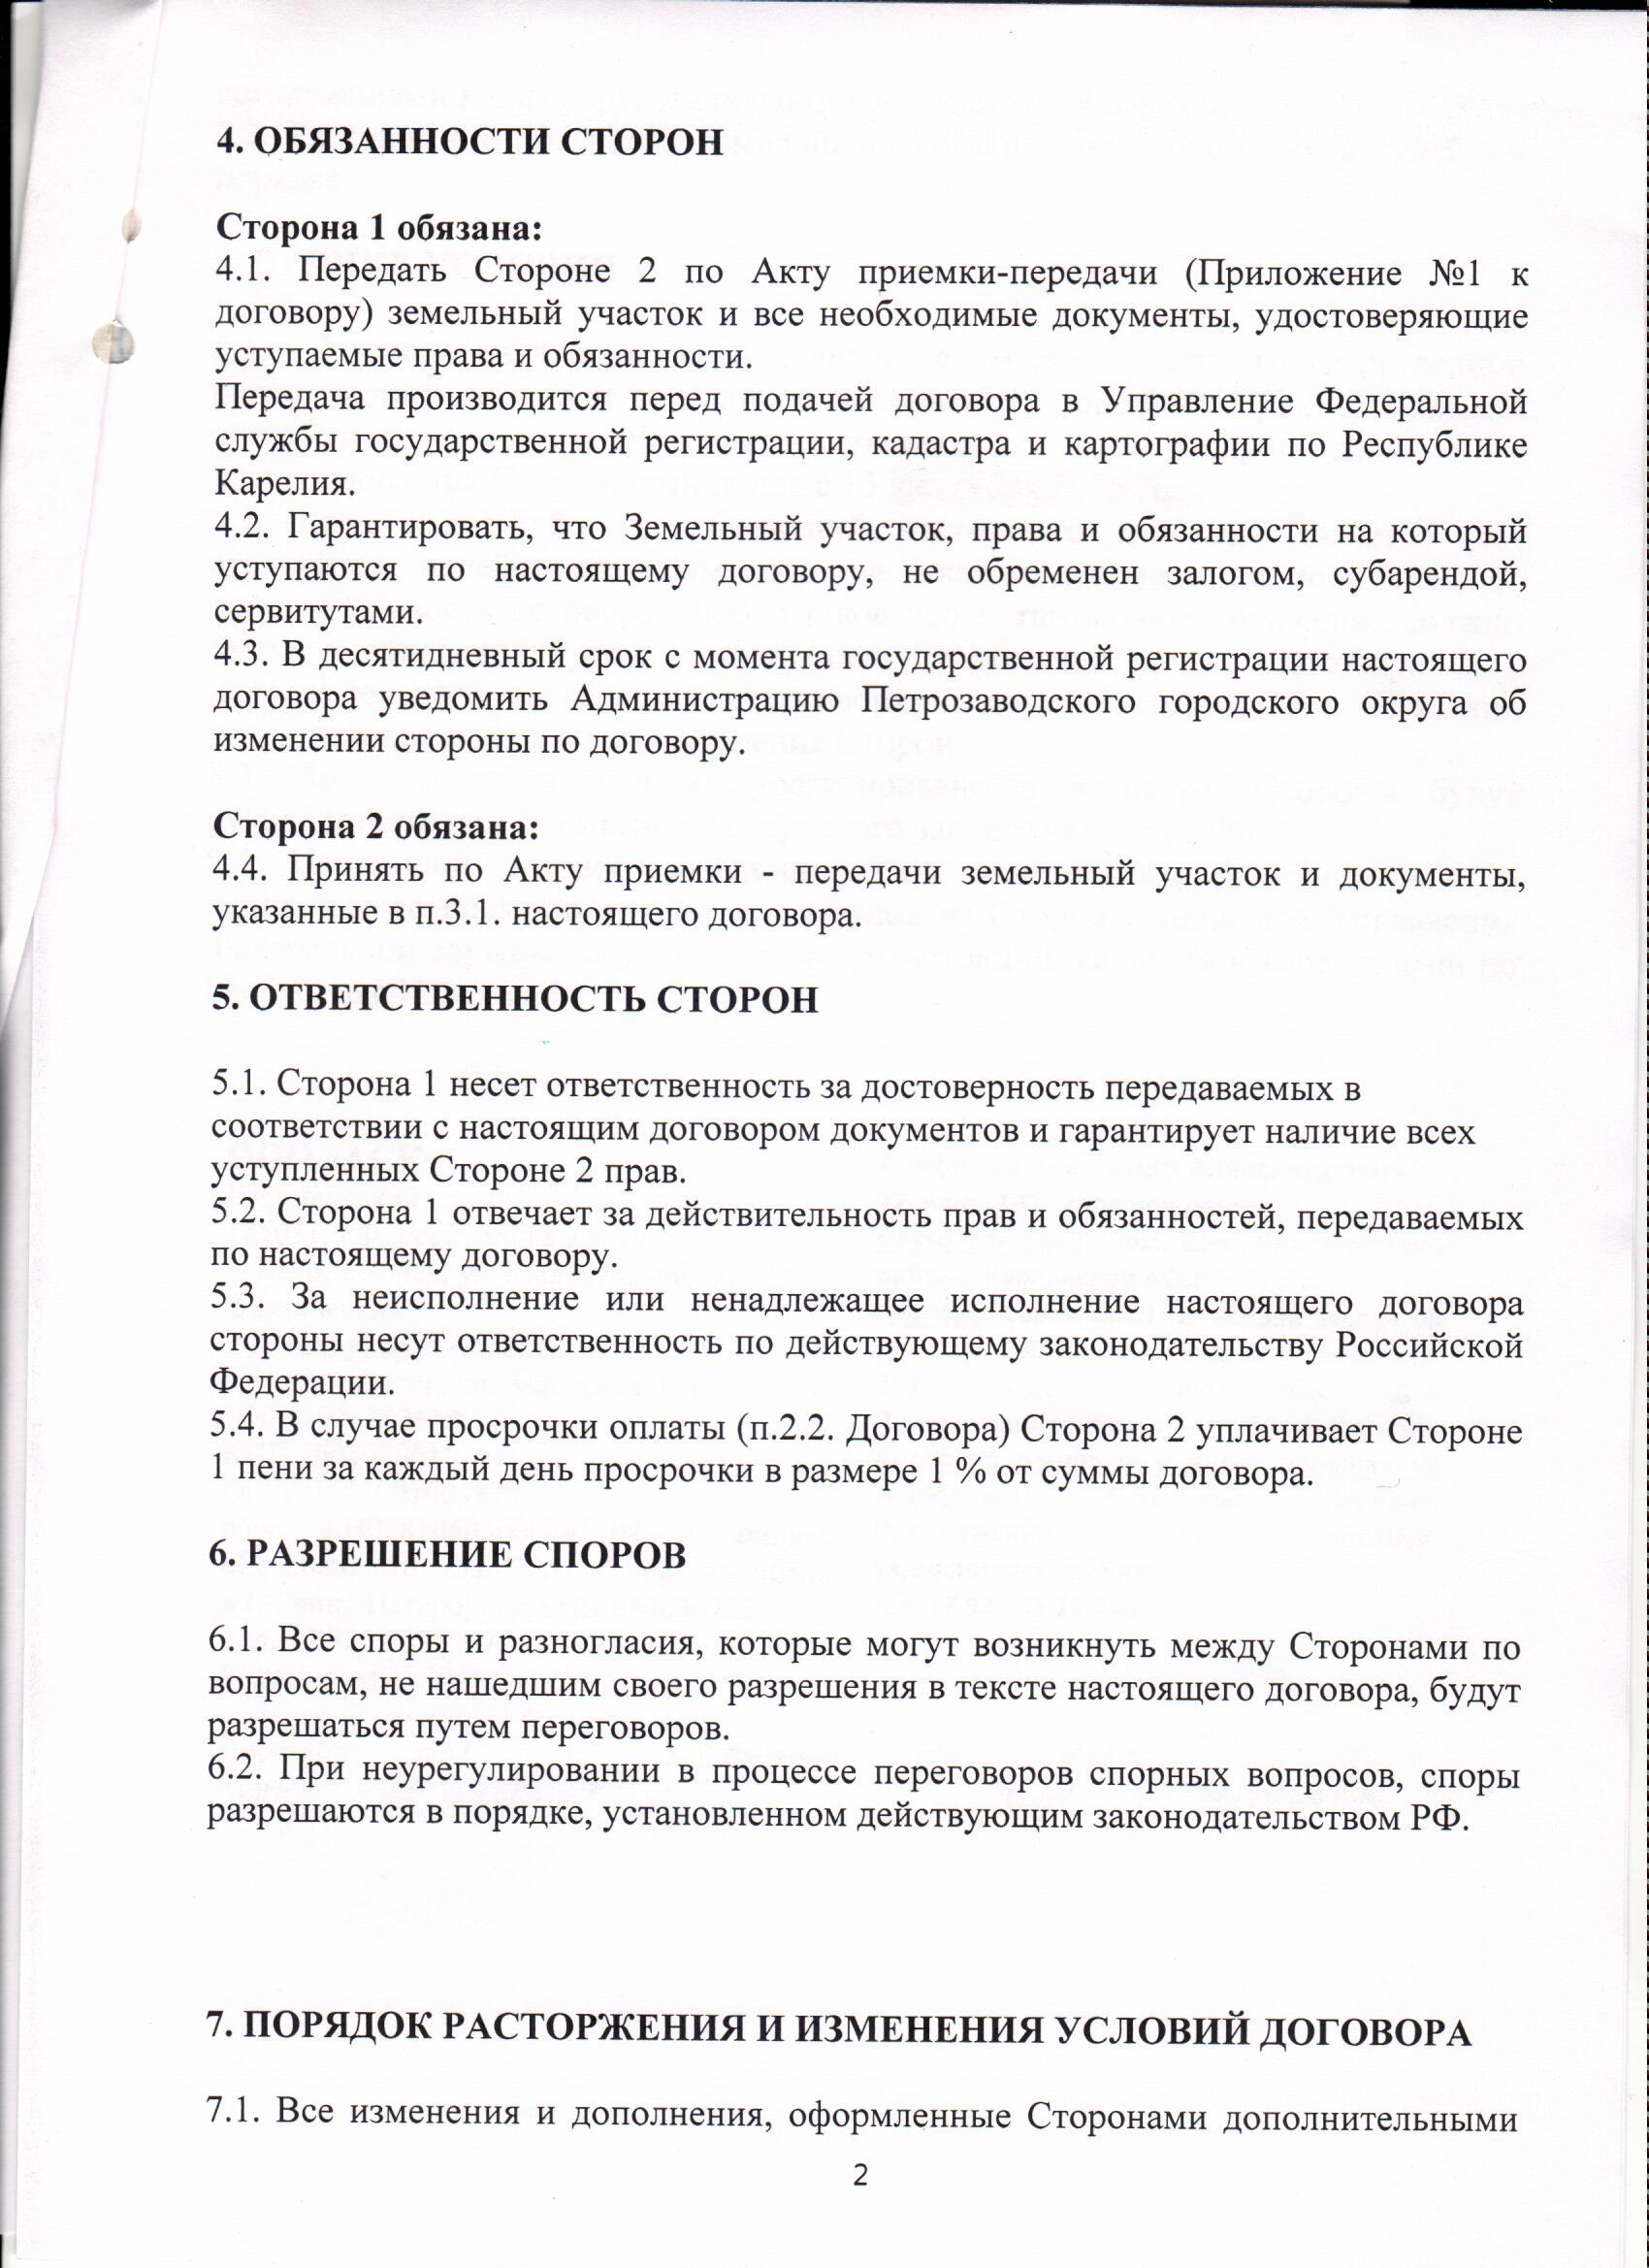 4. ОБЯЗАННОСТИ СТОРОН
Сторона 1 обязана:
4.1. Передать Стороне 2 по Акту приемки-передачи (Приложение №1 к
договору) земельный участок и все необходимые документы, удостоверяющие
уступаемые права и обязанности.
Передача производится перед подачей договора в Управление Федеральной
службы государственной регистрации, кадастра и картографии по Республике
Карелия.
4.2. Гарантировать, что Земельный участок, права и обязанности на который
уступаются по настоящему договору, не обременен залогом, субарендой,
сервитутами.
4.3. В десятидневный срок с момента государственной регистрации настоящего
договора уведомить Администрацию Петрозаводского городского округа об
изменении стороны по договору.
Сторона 2 обязана:
4.4. Принять по Акту приемки - передачи земельный участок и документы,
указанные в п.3.1. настоящего договора.
5. ОТВЕТСТВЕННОСТЬ СТОРОН
5.1. Сторона 1 несет ответственность за достоверность передаваемых в
соответствии с настоящим договором документов и гарантирует наличие всех
уступленных Стороне 2 прав.
5.2. Сторона 1 отвечает за действительность прав и обязанностей, передаваемых
по настоящему договору.
5.3. За неисполнение или ненадлежащее исполнение настоящего договора
стороны несут ответственность по действующему законодательству Российской
Федерации.
5.4. В случае просрочки оплаты (п.2.2. Договора) Сторона 2 уплачивает Стороне
1 пени за каждый день просрочки в размере 1 % от суммы договора.
6. РАЗРЕШЕНИЕ СПОРОВ
6.1. Все споры и разногласия, которые могут возникнуть между Сторонами по
вопросам, не нашедшим своего разрешения в тексте настоящего договора, будут
разрешаться путем переговоров.
6.2. При неурегулировании в процессе переговоров спорных вопросов, споры
разрешаются в порядке, установленном действующим законодательством РФ.
7. ПОРЯДОК РАСТОРЖЕНИЯ И ИЗМЕНЕНИЯ УСЛОВИЙ ДОГОВОРА
7.1. Все изменения и дополнения, оформленные Сторонами дополнительными
2